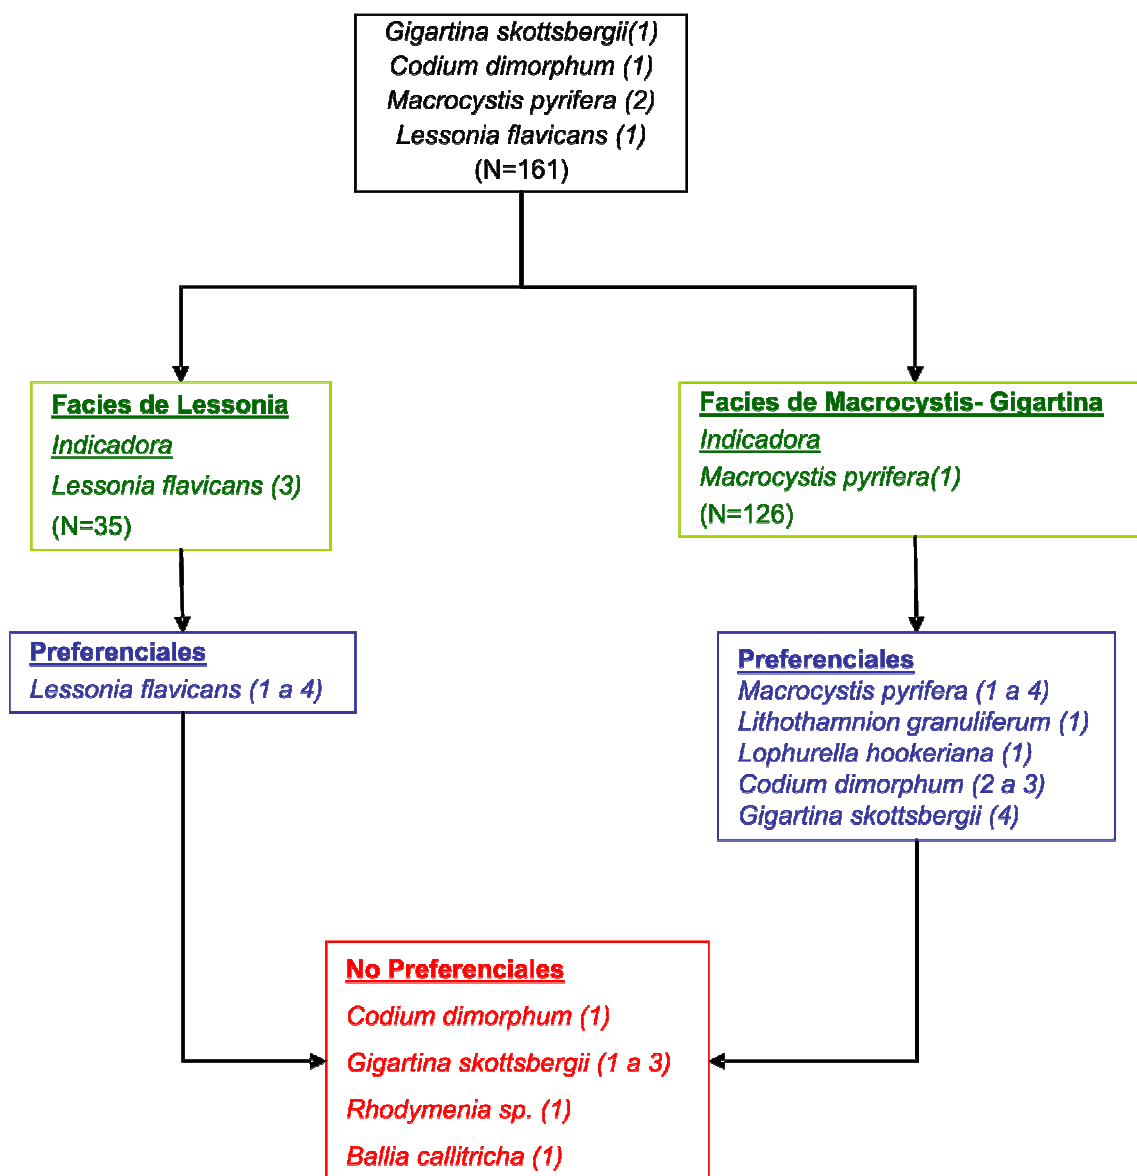 Gigartina skottsbergii(1)
Codium dimorphum (1)
Macrocystis pyrifera (2)
Lessonia flavicans (1)
(N=161)
Facies de Lessonia
Indicadora
Lessonia flavicans (3)
(N=35)
Facies de Macrocystis- Gigartina
Indicadora
Macrocystis pyrifera(1)
(N=126)
Preferenciales
Lessonia flavicans (1 a 4)
Preferenciales
Macrocystis pyrifera (1 a 4)
Lithothamnion granuliferum (1)
Lophurella hookeriana (1)
Codium dimorphum (2 a 3)
Gigartina skottsbergii (4)
No Preferenciales
Codium dimorphum (1)
Gigartina skottsbergii (1 a 3)
Rhodymenia sp. (1)
Ballia callitricha (1)